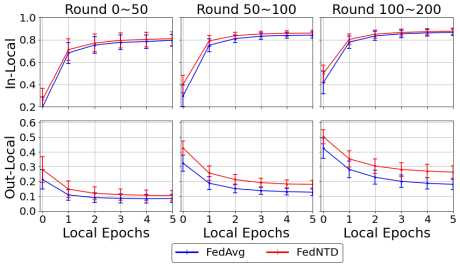 Round 0~50 Round 50~100 Round 100~200
In-Local
1.0
0.8
0.6
0.4
0.2
Out-Local
0.6
0.5
0.4
0.3
0.2
0.1
0.0
0 1 2 3 4 5 0 1 2 3 4 5 0 1 2 3 4 5
Local Epochs Local Epochs Local Epochs
FedAvg FedNTD